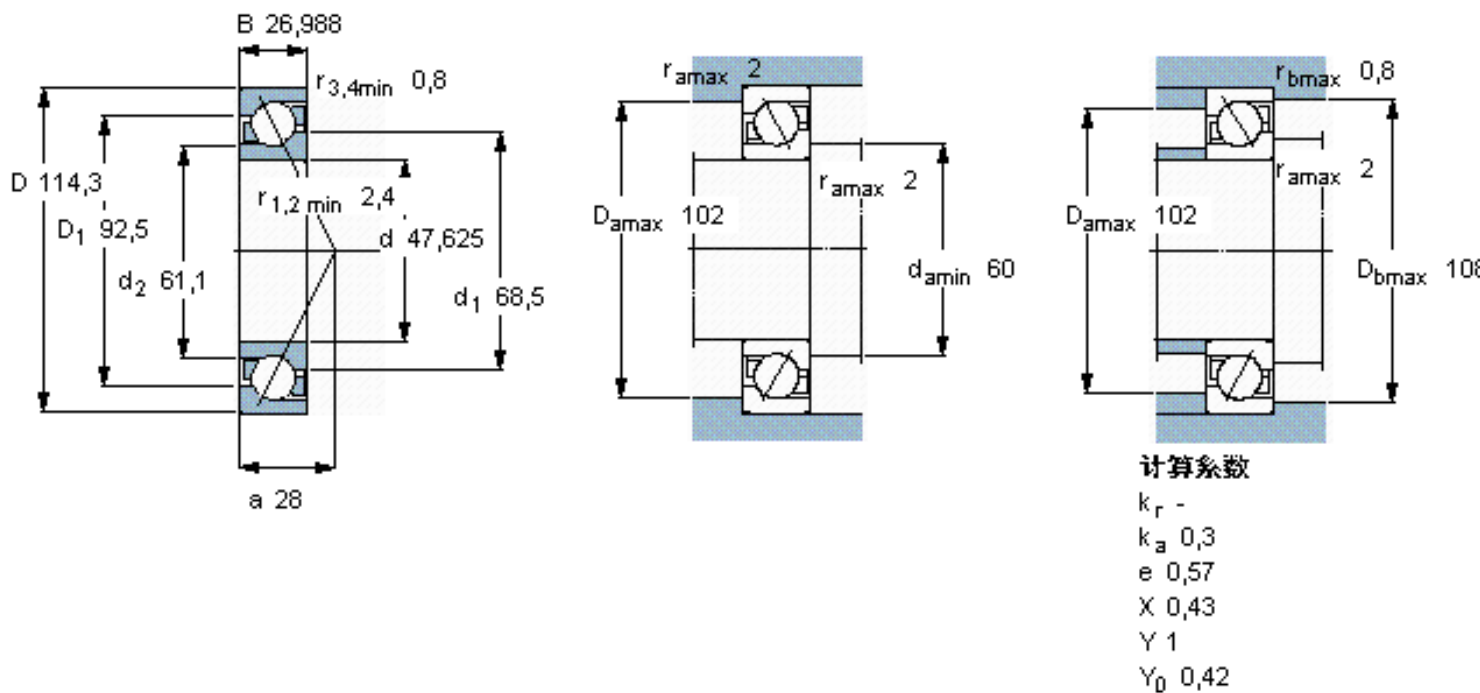 B 26,988
r3,4min 0,8
D 114,3
D1 92,5
r1,2 min 2,4
d 47,625
d2 61,1
d1 68,5
a 28
ramax 2
ramax 2
Damax 102
damin 60
rbmax 0,8
ramax 2
Damax 102
Dbmax 108
计算系数
kr -
ka 0,3
e 0,57
X 0,43
Y 1
Y0 0,42